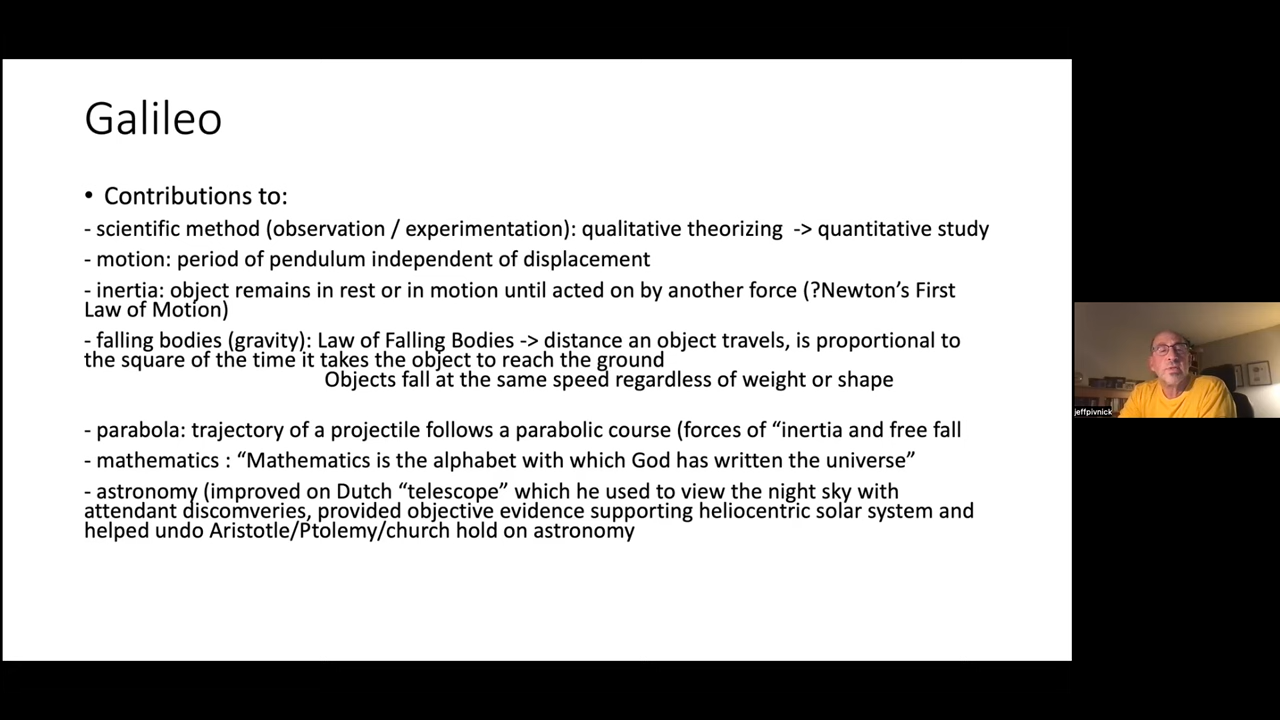 Galileo
• Contributions to:
- scientific method (observation / experimentation): qualitative theorizing -> quantitative study
- motion: period of pendulum independent of displacement
- inertia: object remains in rest or in motion until acted on by another force (?Newton’s First
Law of Motion)
- falling bodies (gravity): Law of Falling Bodies -> distance an object travels, is proportional to
the square of the time it takes the object to reach the ground
Objects fall at the same speed regardless of weight or shape
- parabola: trajectory of a projectile follows a parabolic course (forces of “inertia and free fall
- mathematics : “Mathematics is the alphabet with which God has written the universe”
- astronomy (improved on Dutch “telescope” which he used to view the night sky with
attendant discomveries, provided objective evidence supporting heliocentric solar system and
helped undo Aristotle/Ptolemy/church hold on astronomy
jeffpivnick